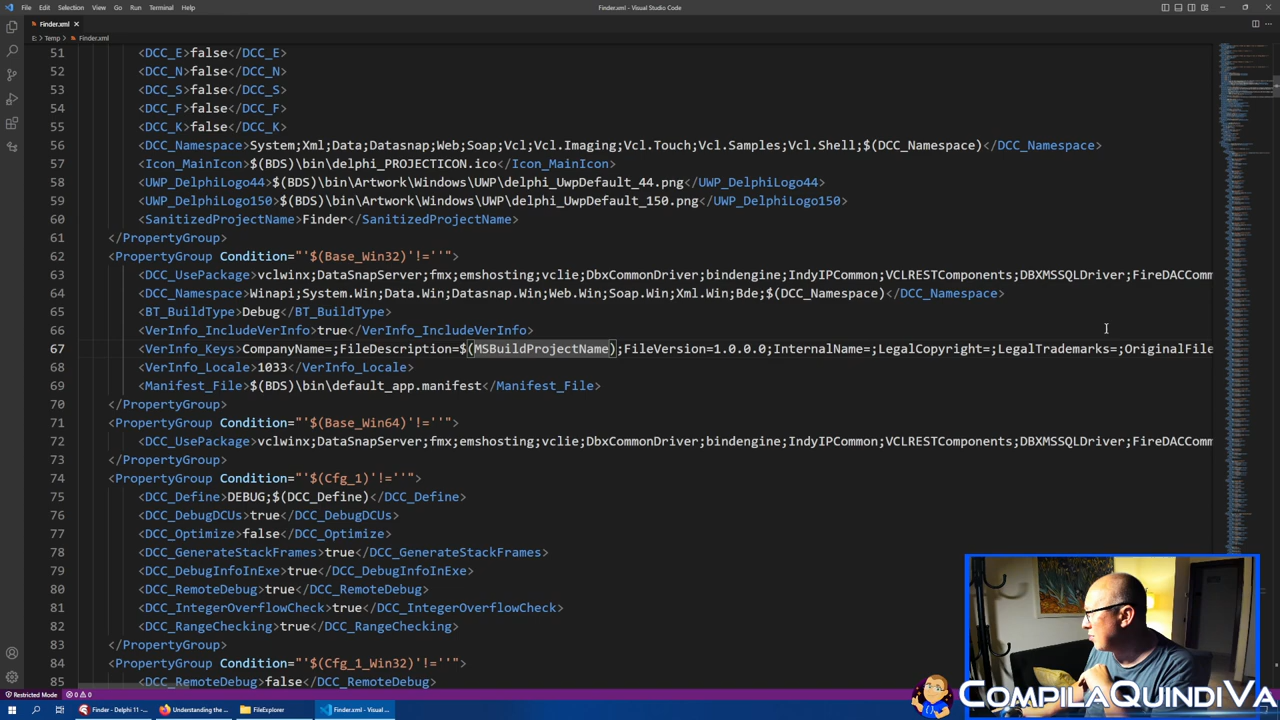 File Edit Selection View Go Run Terminal Help
Finder.xml - Visual Studio Code
Finder.xml
E: > Temp > Finder.xml
51 <DCC_E>false</DCC_E>
52 <DCC_N>false</DCC_N>
53 <DCC_S>false</DCC_S>
54 <DCC_F>false</DCC_F>
55 <DCC_K>false</DCC_K>
56 <DCC_Namespace>System;Xml;Data;Datasnap;Web;Soap;Vcl;Vcl.Imaging;Vcl.Touch;Vcl.Samples;Vcl.Shell;$(DCC_Namespace)</DCC_Namespace>
57 <Icon_MainIcon>$(BDS)\bin\delphi_PROJECTICON.ico</Icon_MainIcon>
58 <UWP_DelphiLogo44>$(BDS)\bin\Artwork\Windows\UWP\delphi_UwpDefault_44.png</UWP_DelphiLogo44>
59 <UWP_DelphiLogo150>$(BDS)\bin\Artwork\Windows\UWP\delphi_UwpDefault_150.png</UWP_DelphiLogo150>
60 <SanitizedProjectName>Finder</SanitizedProjectName>
61 </PropertyGroup>
62 <PropertyGroup Condition="'$(Base_Win32)'!=''">
63 <DCC_UsePackage>vclwinx;DataSnapServer;fmx;emshosting;vclie;DbxCommonDriver;bindengine;IndyIPCommon;VCLRESTComponents;DBXMSSQLDriver;FireDACComm
64 <DCC_Namespace>Winapi;System.Win;Data.Win;Datasnap.Win;Web.Win;Soap.Win;Xml.Win;Bde;$(DCC_Namespace)</DCC_Namespace>
65 <BT_BuildType>Debug</BT_BuildType>
66 <VerInfo_IncludeVerInfo>true</VerInfo_IncludeVerInfo>
67 <VerInfo_Keys>CompanyName=;FileDescription=$(MSBuildProjectName);FileVersion=1.0.0.0;InternalName=;LegalCopyright=;LegalTrademarks=;OriginalFile
68 <VerInfo_Locale>1033</VerInfo_Locale>
69 <Manifest_File>$(BDS)\bin\default_app.manifest</Manifest_File>
70 </PropertyGroup>
71 <PropertyGroup Condition="'$(Base_Win64)'!=''">
72 <DCC_UsePackage>vclwinx;DataSnapServer;fmx;emshosting;vclie;DbxCommonDriver;bindengine;IndyIPCommon;VCLRESTComponents;DBXMSSQLDriver;FireDACComm
73 </PropertyGroup>
74 <PropertyGroup Condition="'$(Cfg_1)'!=''">
75 <DCC_Define>DEBUG;$(DCC_Define)</DCC_Define>
76 <DCC_DebugDCUs>true</DCC_DebugDCUs>
77 <DCC_Optimize>false</DCC_Optimize>
78 <DCC_GenerateStackFrames>true</DCC_GenerateStackFrames>
79 <DCC_DebugInfoInExe>true</DCC_DebugInfoInExe>
80 <DCC_RemoteDebug>true</DCC_RemoteDebug>
81 <DCC_IntegerOverflowCheck>true</DCC_IntegerOverflowCheck>
82 <DCC_RangeChecking>true</DCC_RangeChecking>
83 </PropertyGroup>
84 <PropertyGroup Condition="'$(Cfg_1_Win32)'!=''">
85 <DCC_RemoteDebug>false</DCC_RemoteDebug>
Restricted Mode 0 0
COMPILAQUINDIVA
Finder - Delphi 11 -... Understanding the ... FileExplorer Finder.xml - Visual ...